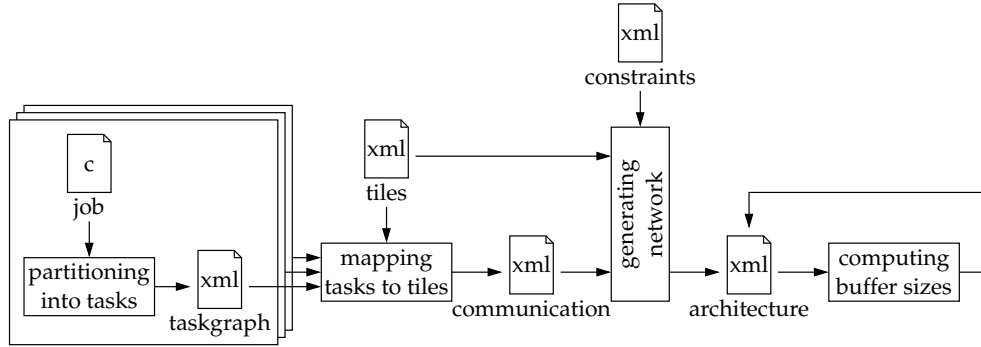 xml
constraints
c
job
partitioning
into tasks
xml
taskgraph
xml
tiles
mapping
tasks to tiles
xml
communication
generating
network
xml
architecture
computing
buffer sizes